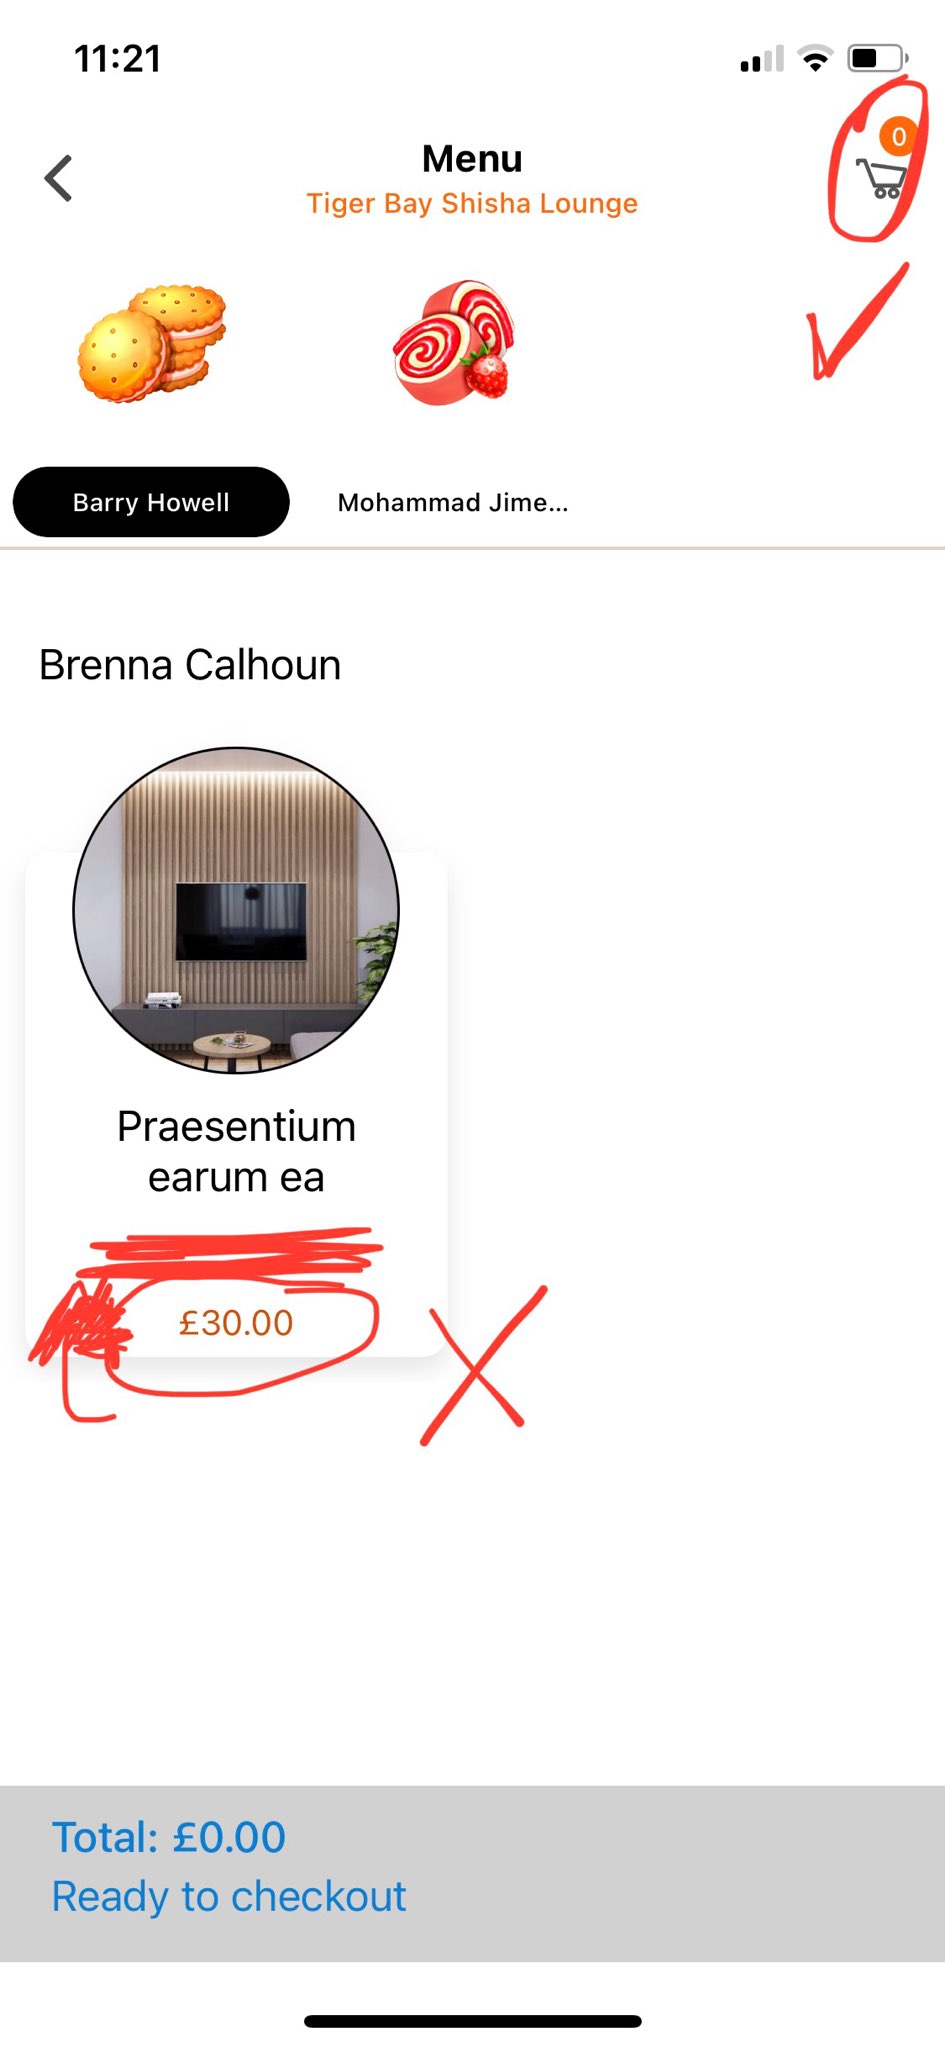 11:21
0
Menu
Tiger Bay Shisha Lounge
Barry Howell
Mohammad Jime...
Brenna Calhoun
Praesentium
earum ea
£30.00
Total: £0.00
Ready to checkout